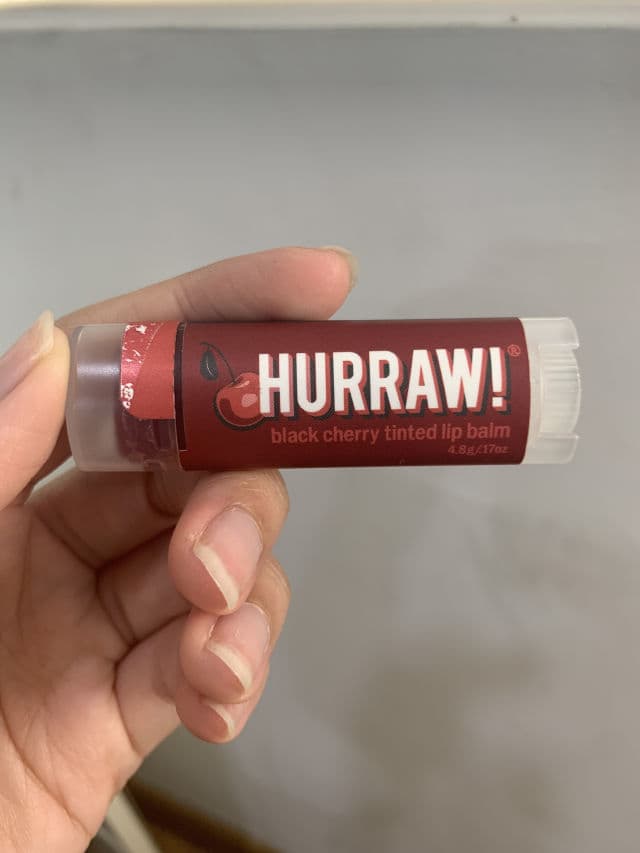 HURRAW!®
black cherry tinted lip balm
4.8g/.17oz